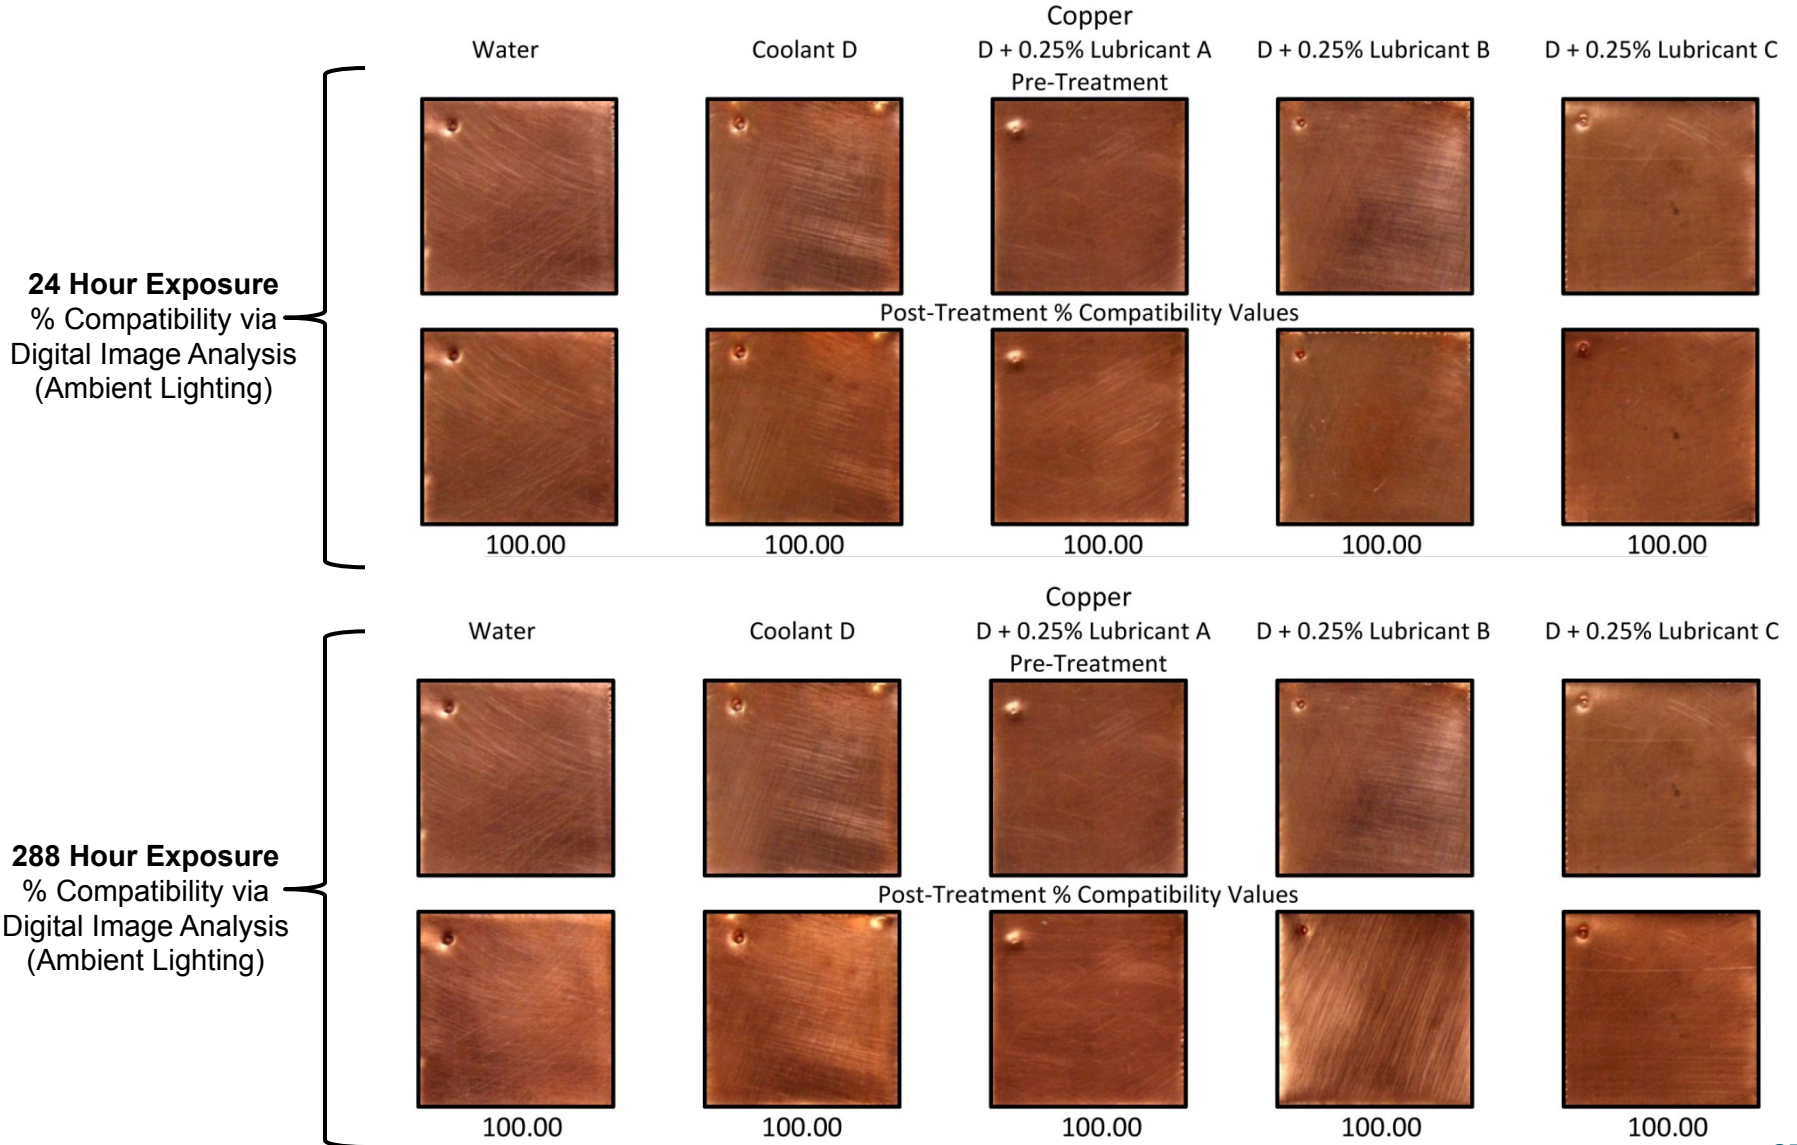 Copper
Water Coolant D D + 0.25% Lubricant A D + 0.25% Lubricant B D + 0.25% Lubricant C
Pre-Treatment
24 Hour Exposure
% Compatibility via
Digital Image Analysis
(Ambient Lighting)
Post-Treatment % Compatibility Values
100.00 100.00 100.00 100.00 100.00
Copper
Water Coolant D D + 0.25% Lubricant A D + 0.25% Lubricant B D + 0.25% Lubricant C
Pre-Treatment
288 Hour Exposure
% Compatibility via
Digital Image Analysis
(Ambient Lighting)
Post-Treatment % Compatibility Values
100.00 100.00 100.00 100.00 100.00